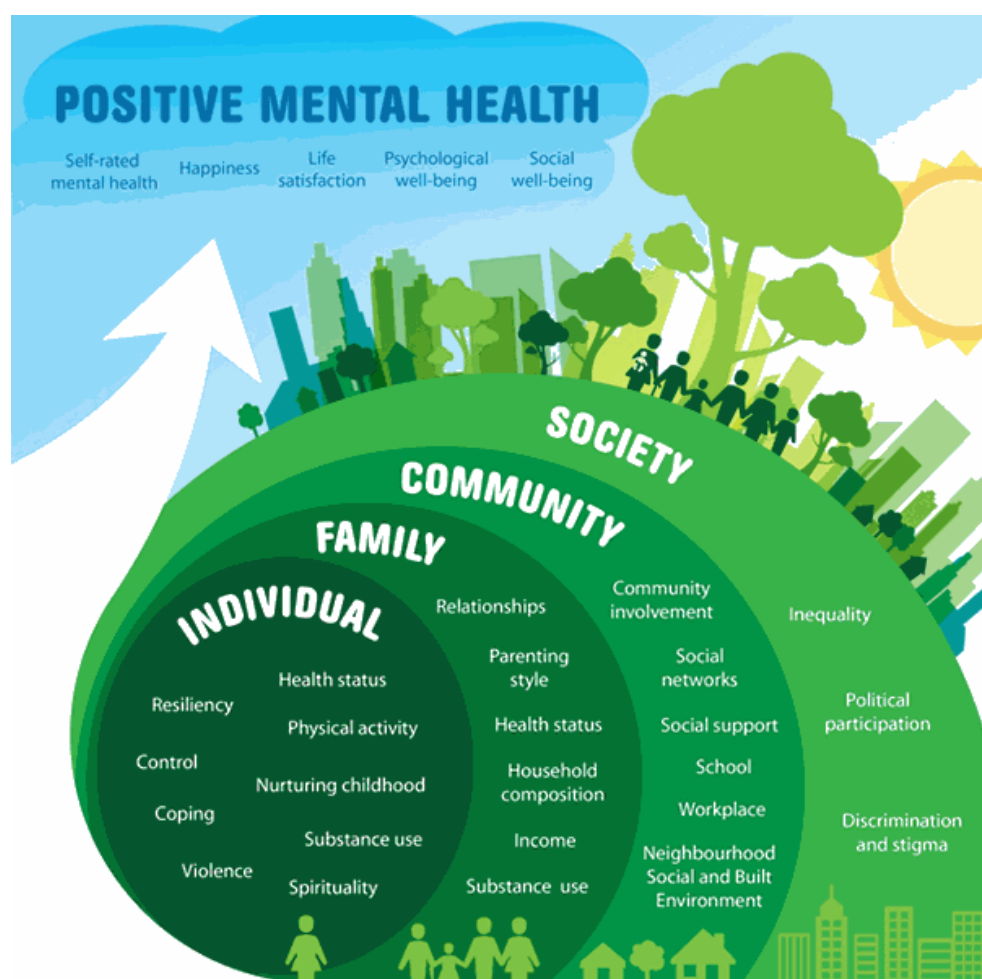 POSITIVE MENTAL HEALTH
Self-rated
mental health
Happiness
Life
satisfaction
Psychological
well-being
Social
well-being
SOCIETY
Inequality
Political
participation
Discrimination
and stigma
COMMUNITY
Community
involvement
Social
networks
Social support
School
Workplace
Neighbourhood
Social and Built
Environment
FAMILY
Relationships
Parenting
style
Health status
Household
composition
Income
Substance use
INDIVIDUAL
Health status
Resiliency
Physical activity
Control
Nurturing childhood
Coping
Substance use
Violence
Spirituality